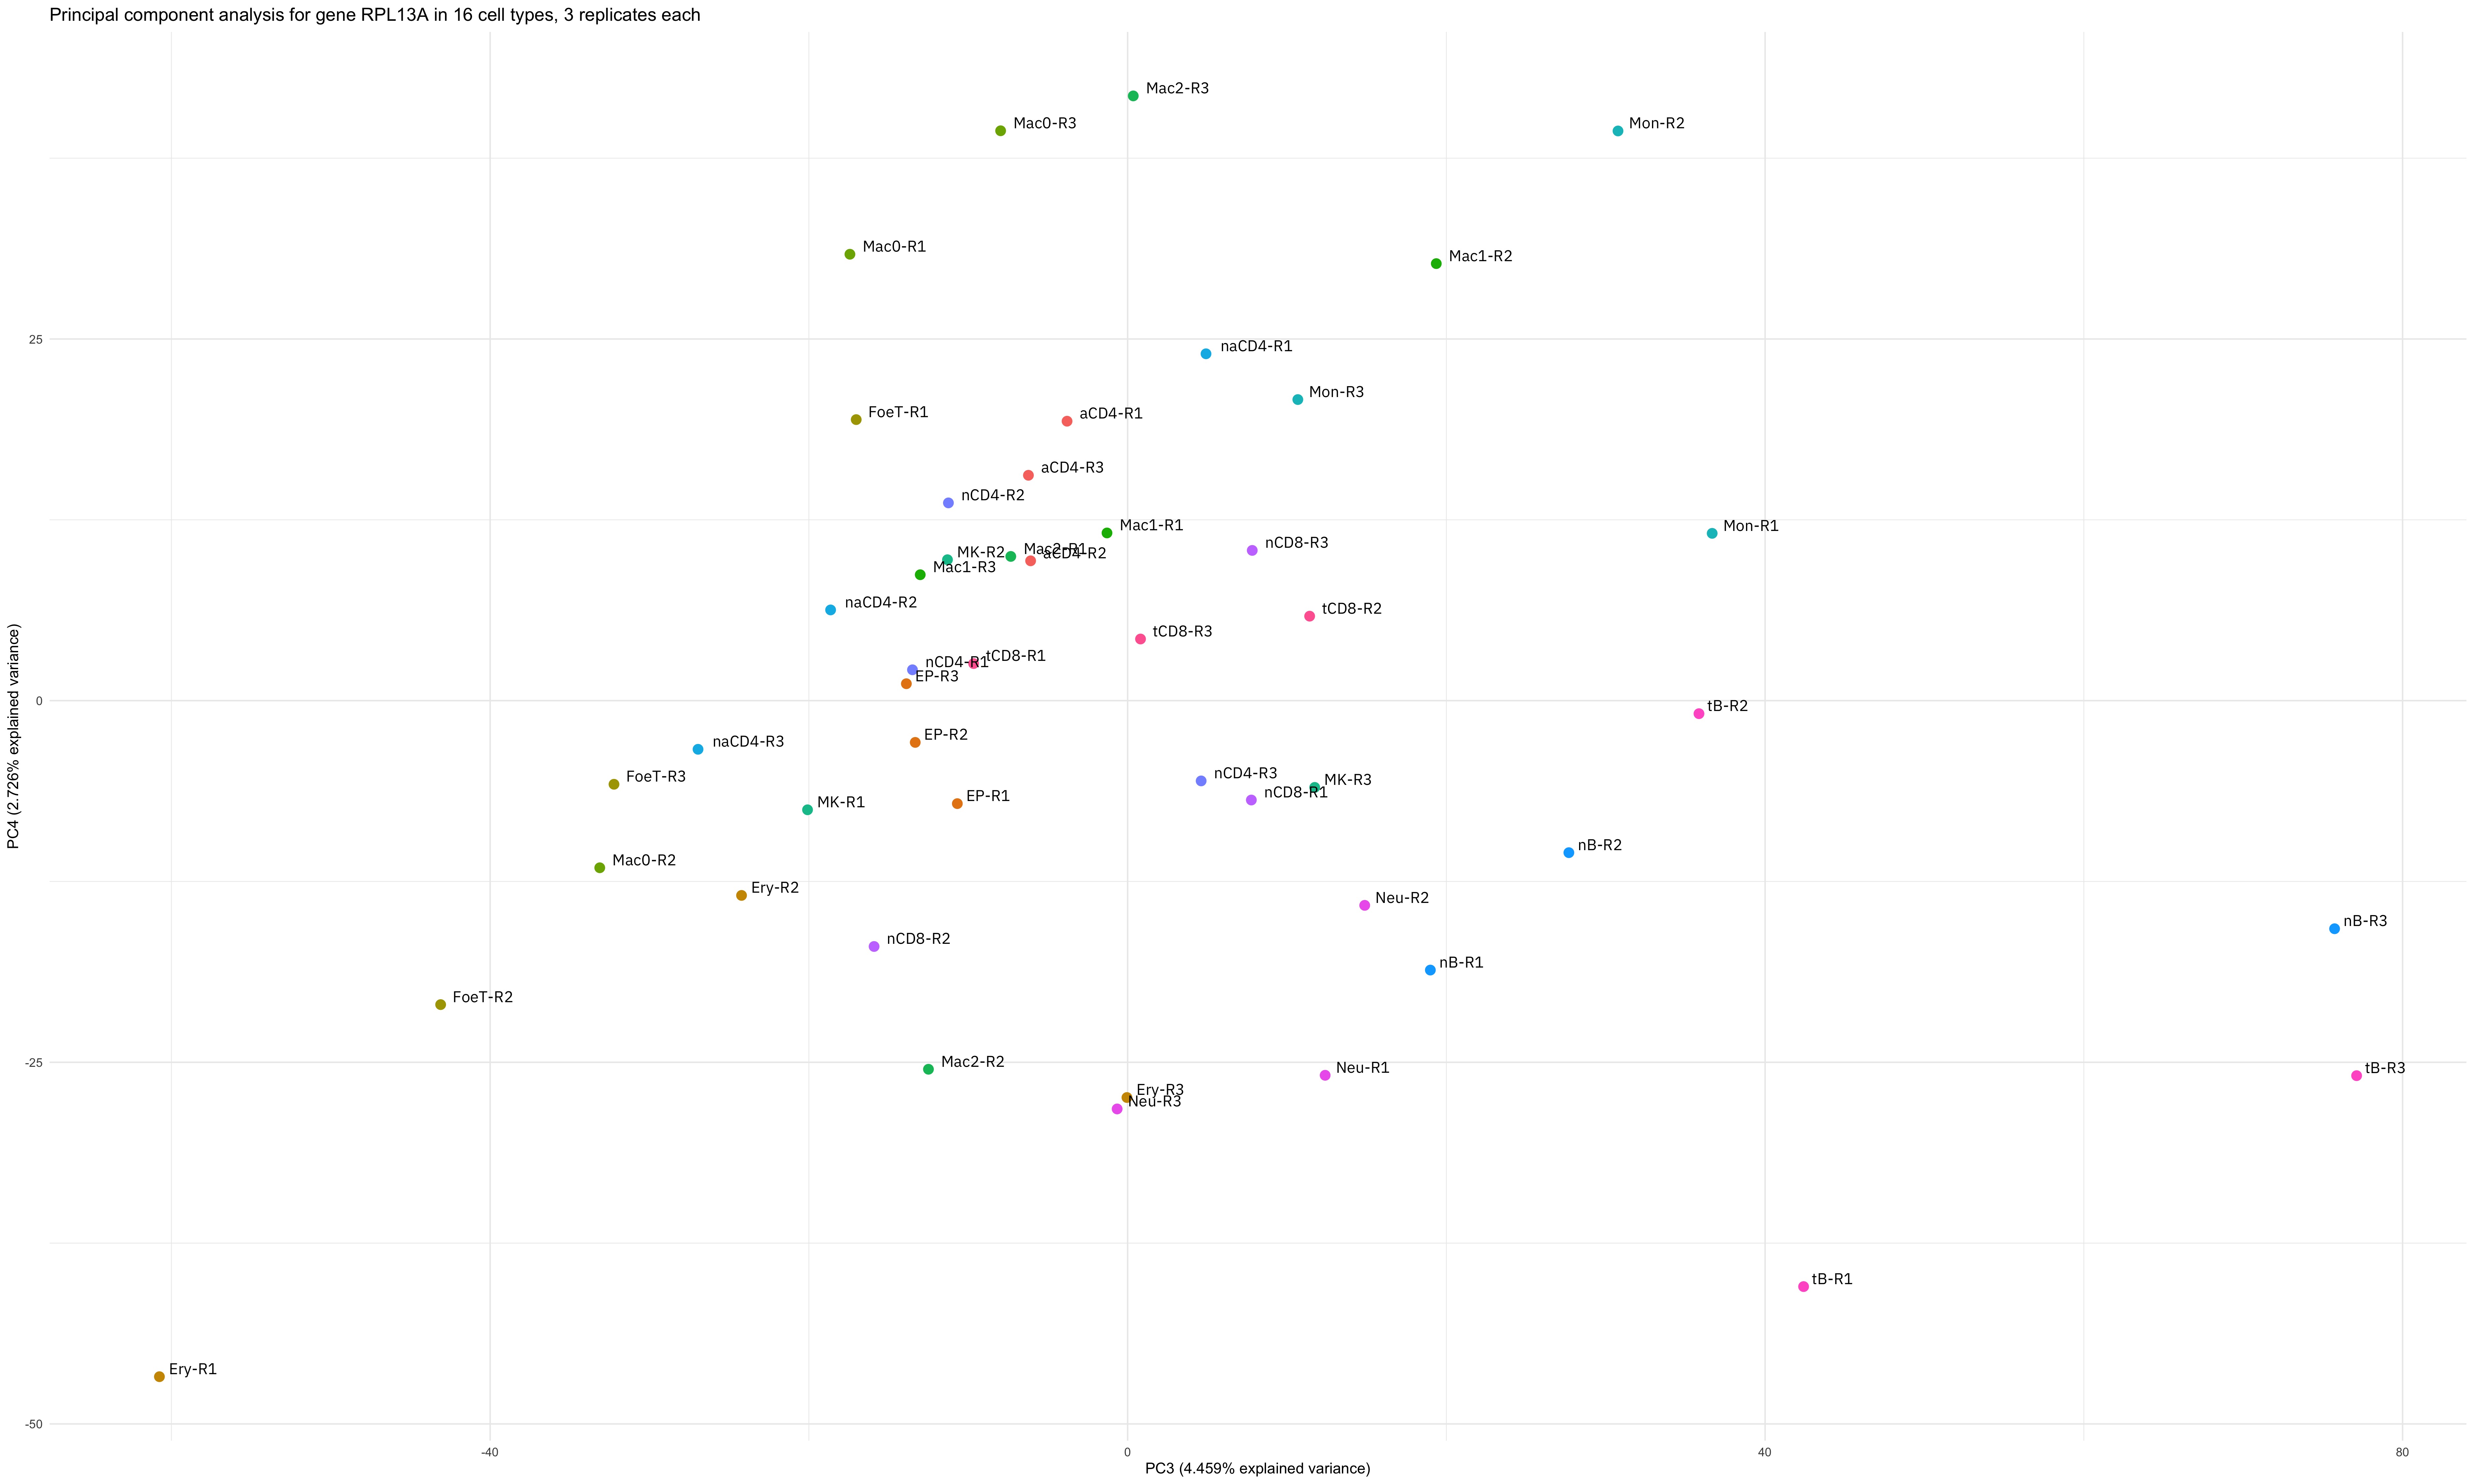 Principal component analysis for gene RPL13A in 16 cell types, 3 replicates each
Mac2-R3
Mac0-R3
Mon-R2
Mac0-R1
Mac1-R2
25
naCD4-R1
Mon-R3
FoeT-R1
aCD4-R1
aCD4-R3
nCD4-R2
Mac1-R1
Mon-R1
nCD8-R3
MK-R2
Mac2-R1
aCD4-R2
Mac1-R3
naCD4-R2
tCD8-R2
tCD8-R3
tCD8-R1
nCD4-R1
EP-R3
0
tB-R2
EP-R2
naCD4-R3
nCD4-R3
FoeT-R3
MK-R3
nCD8-R1
EP-R1
MK-R1
nB-R2
Mac0-R2
Ery-R2
Neu-R2
nB-R3
nCD8-R2
nB-R1
FoeT-R2
-25
Mac2-R2
Neu-R1
tB-R3
Ery-R3
Neu-R3
tB-R1
Ery-R1
-50
PC4 (2.726% explained variance)
-40
0
40
80
PC3 (4.459% explained variance)